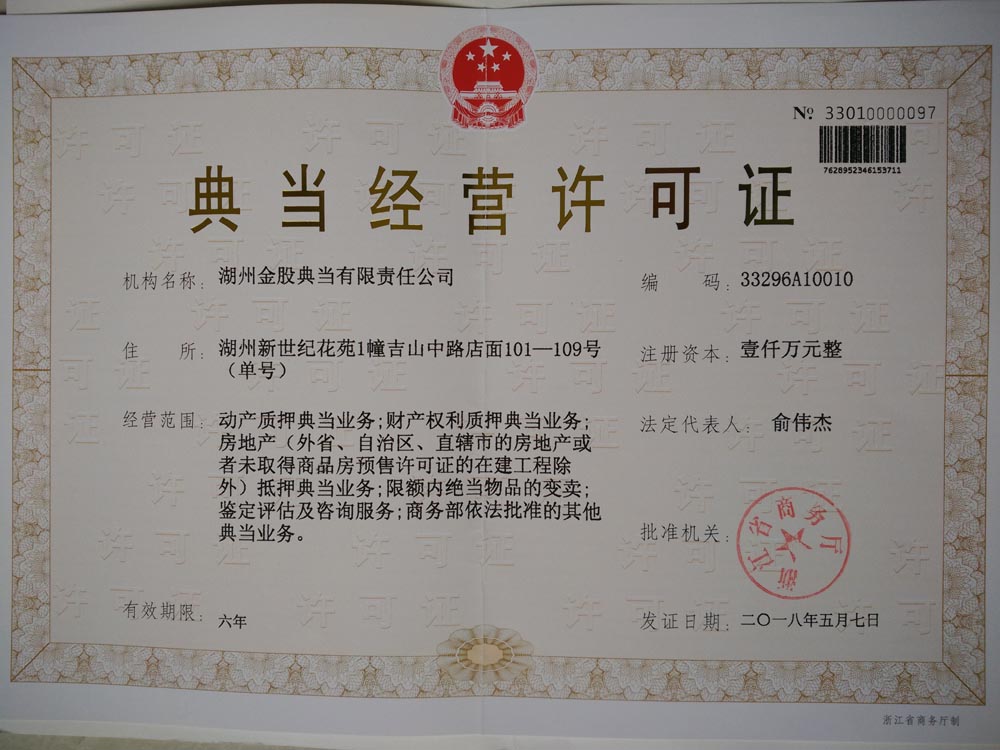 № 33010000097
7628952346153711
典当经营许可证
机构名称：湖州金股典当有限责任公司
编 码：33296A10010
住 所：湖州新世纪花苑1幢吉山中路店面101—109号
（单号）
注册资本：壹仟万元整
经营范围：动产质押典当业务;财产权利质押典当业务;
房地产（外省、自治区、直辖市的房地产或
者未取得商品房预售许可证的在建工程除
外）抵押典当业务;限额内绝当物品的变卖;
鉴定评估及咨询服务;商务部依法批准的其他
典当业务。
法定代表人：俞伟杰
批准机关：
浙江省商务厅
有效期限：六年
发证日期：二〇一八年五月七日
浙江省商务厅制